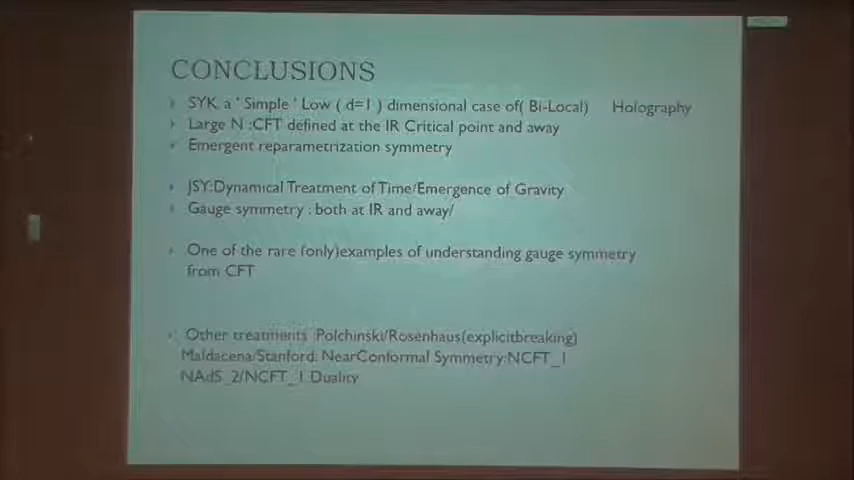 CONCLUSIONS
SYK, a ' Simple ' Low ( d=1 ) dimensional case of( Bi-Local) Holography
Large N :CFT defined at the IR Critical point and away
Emergent reparametrization symmetry
JSY:Dynamical Treatment of Time/Emergence of Gravity
Gauge symmetry : both at IR and away/
One of the rare (only)examples of understanding gauge symmetry
from CFT
Other treatments :Polchinski/Rosenhaus(explicitbreaking)
Maldacena/Stanford: NearConformal Symmetry:NCFT_1
NAdS_2/NCFT_1 Duality